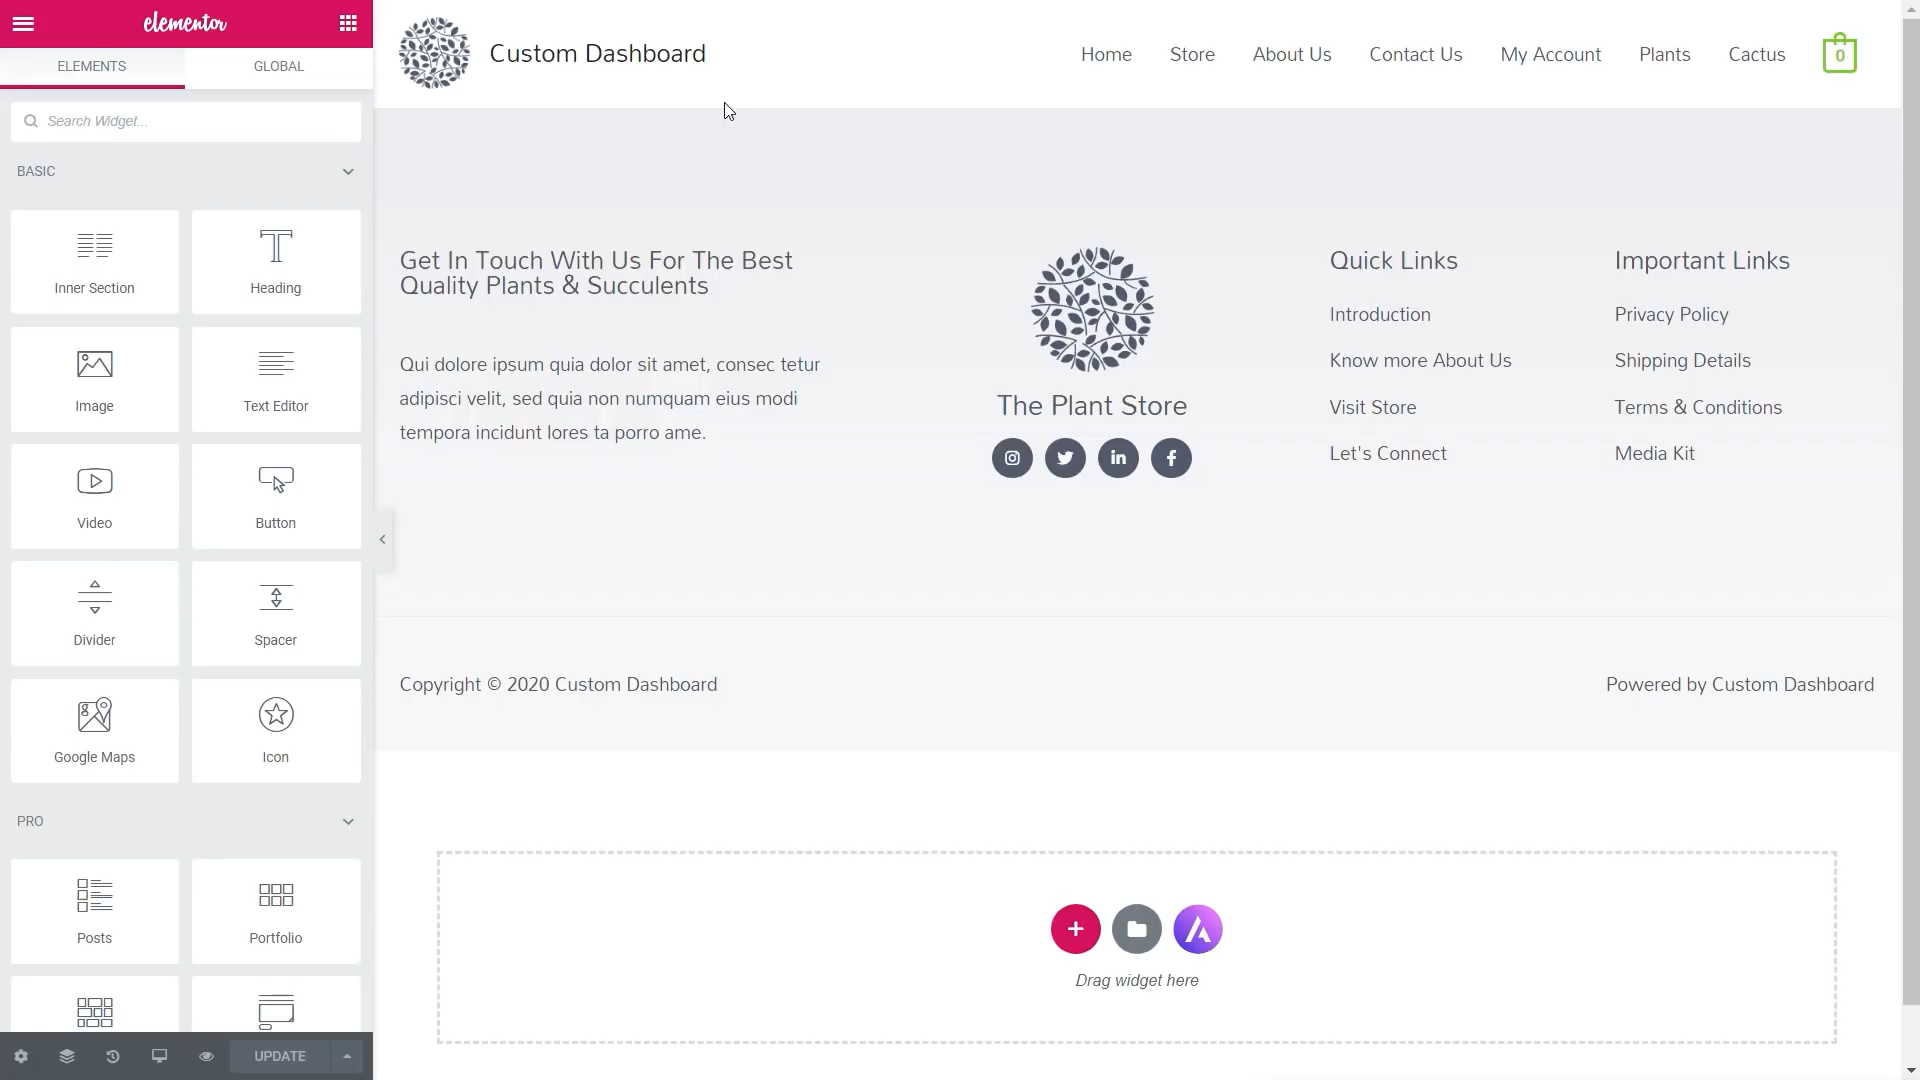 elementor
ELEMENTS
GLOBAL
Search Widget...
BASIC
Inner Section
Heading
Image
Text Editor
Video
Button
Divider
Spacer
Google Maps
Icon
PRO
Posts
Portfolio
UPDATE
Custom Dashboard
Home
Store
About Us
Contact Us
My Account
Plants
Cactus
0
Get In Touch With Us For The Best
Quality Plants & Succulents
Qui dolore ipsum quia dolor sit amet, consec tetur
adipisci velit, sed quia non numquam eius modi
tempora incidunt lores ta porro ame.
The Plant Store
Quick Links
Introduction
Know more About Us
Visit Store
Let's Connect
Important Links
Privacy Policy
Shipping Details
Terms & Conditions
Media Kit
Copyright © 2020 Custom Dashboard
Powered by Custom Dashboard
Drag widget here